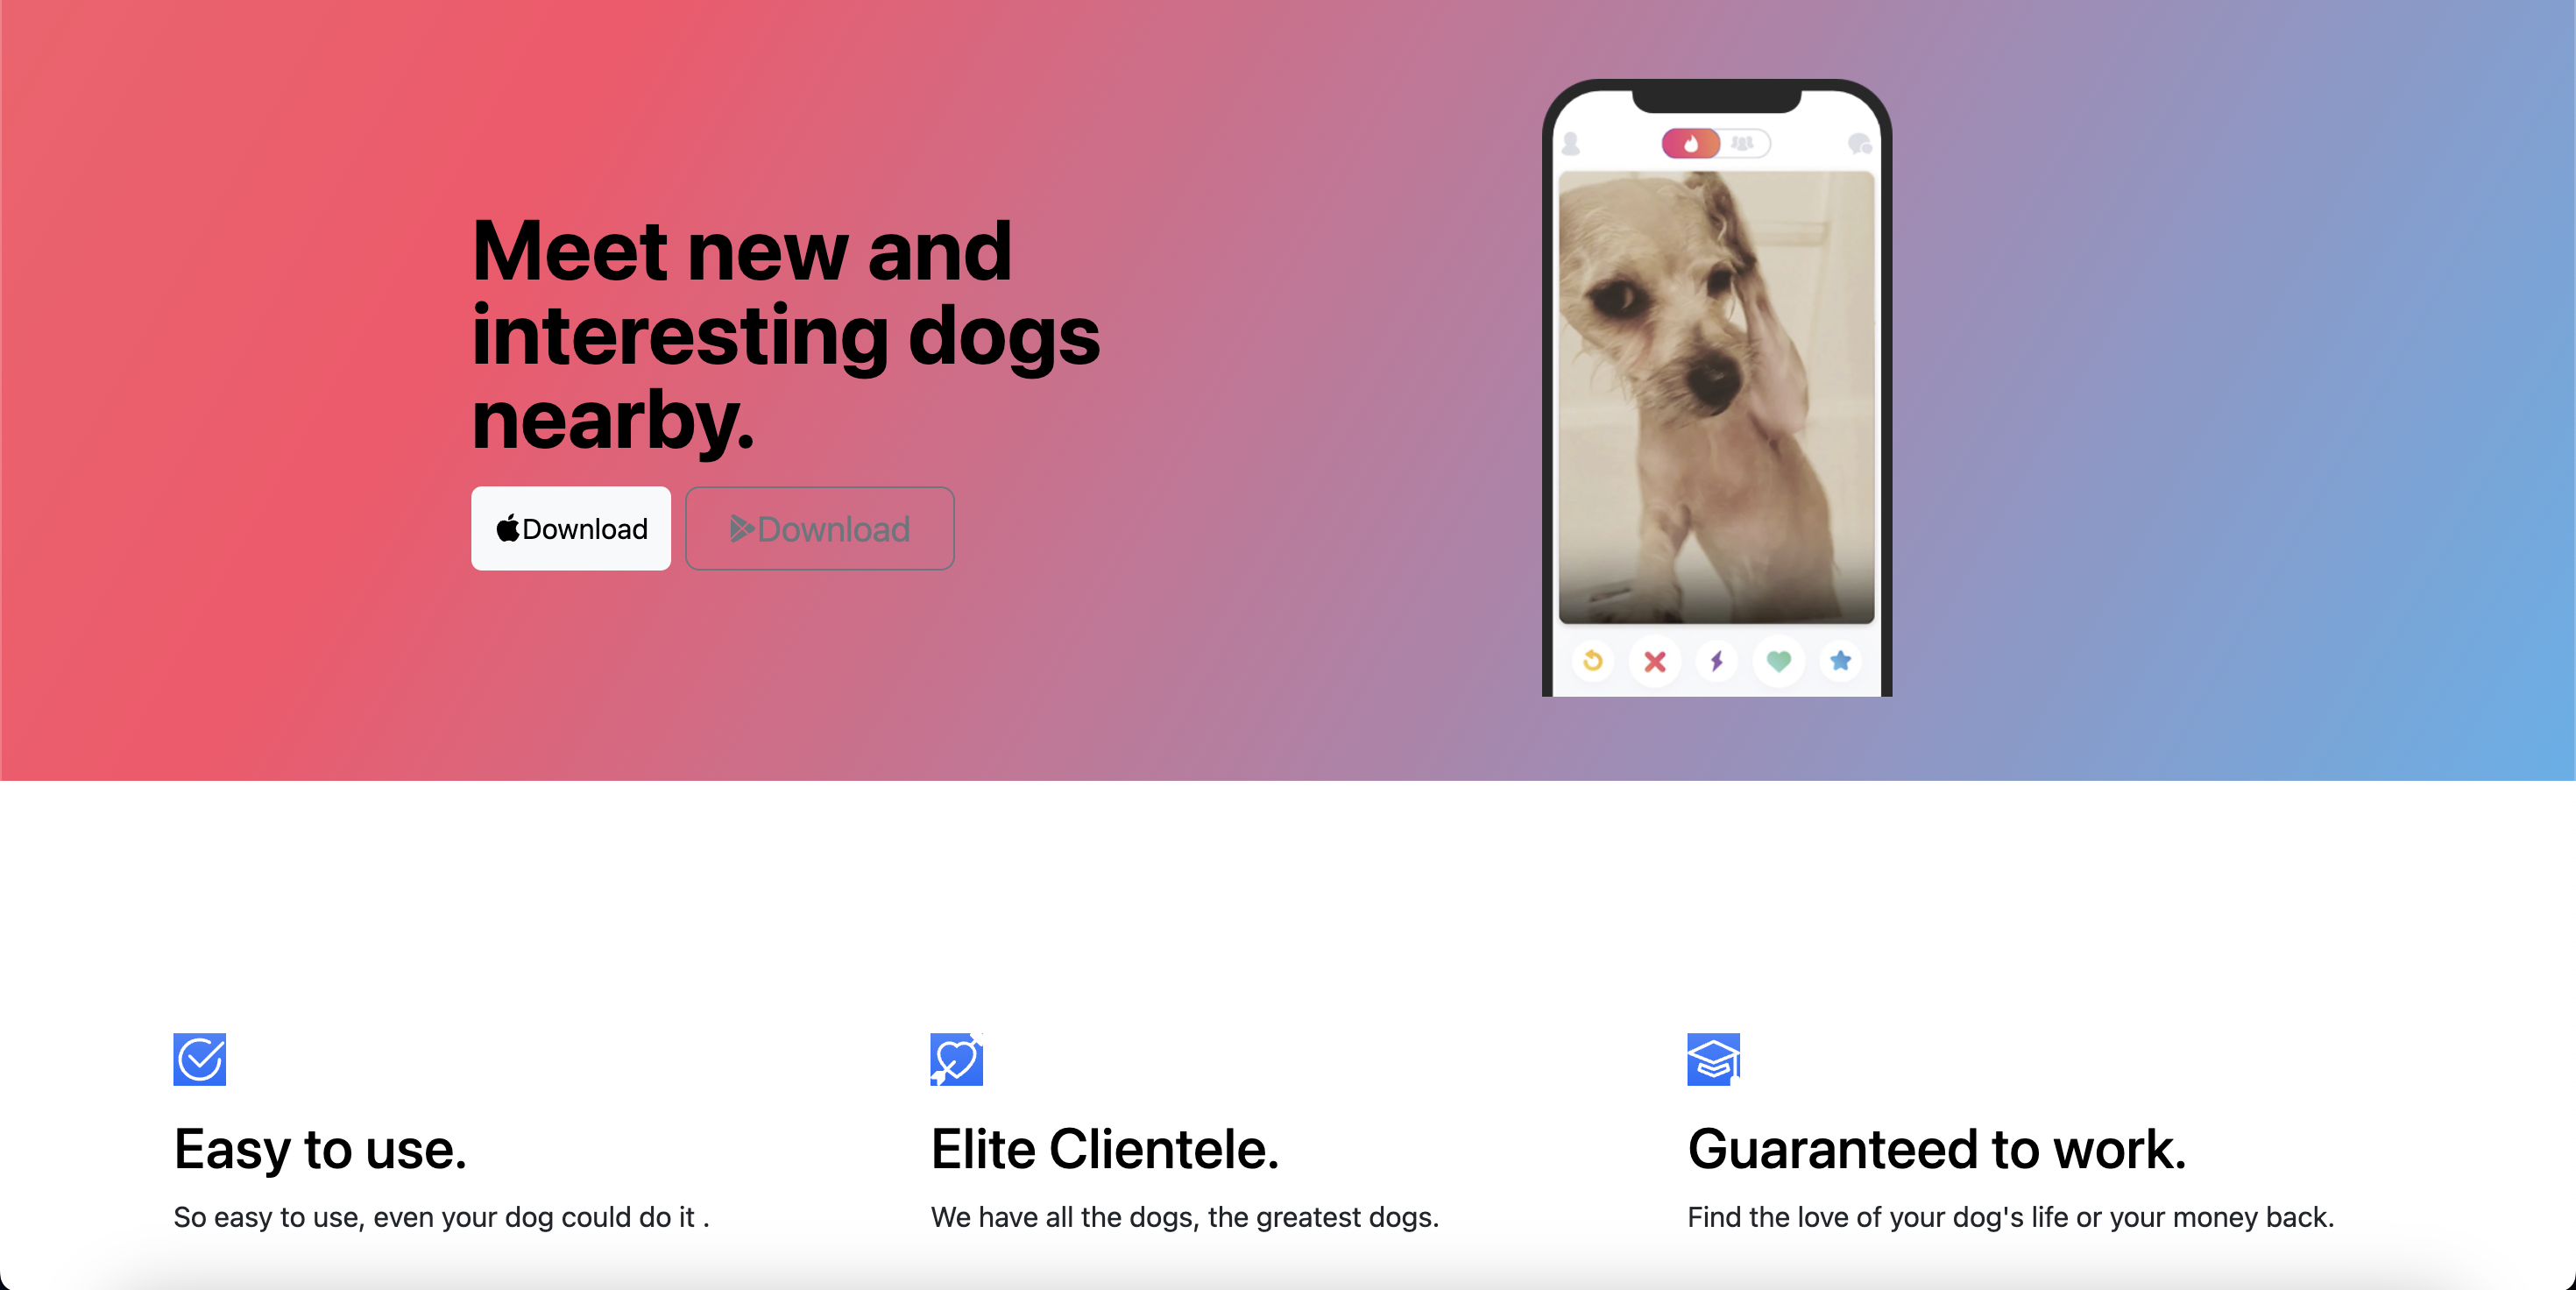 Meet new and
interesting dogs
nearby.
Download
Download
Easy to use.
So easy to use, even your dog could do it .
Elite Clientele.
We have all the dogs, the greatest dogs.
Guaranteed to work.
Find the love of your dog's life or your money back.